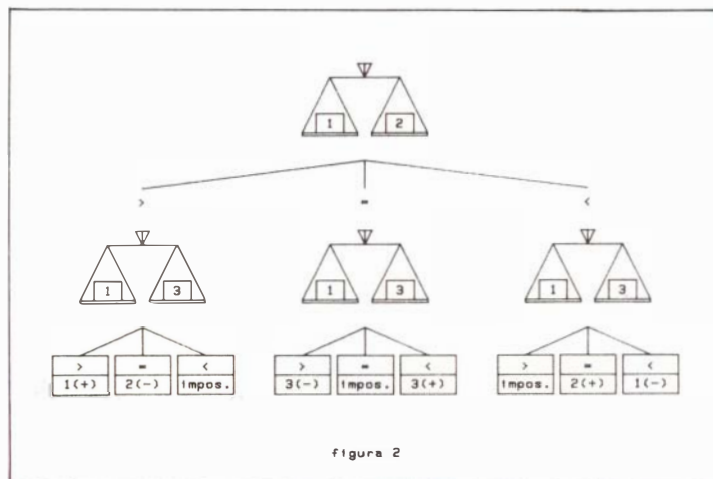 1 2
> = <
1 3 1 3 1 3
> = < > = < > = <
1(+) 2(-) impos. 3(-) impos. 3(+) impos. 2(+) 1(-)
figura 2